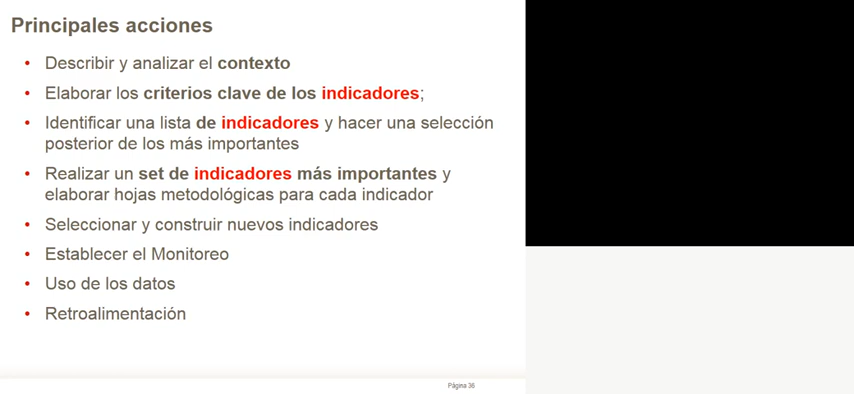 Principales acciones
• Describir y analizar el contexto
• Elaborar los criterios clave de los indicadores;
• Identificar una lista de indicadores y hacer una selección
posterior de los más importantes
• Realizar un set de indicadores más importantes y
elaborar hojas metodológicas para cada indicador
• Seleccionar y construir nuevos indicadores
• Establecer el Monitoreo
• Uso de los datos
• Retroalimentación
Página 36